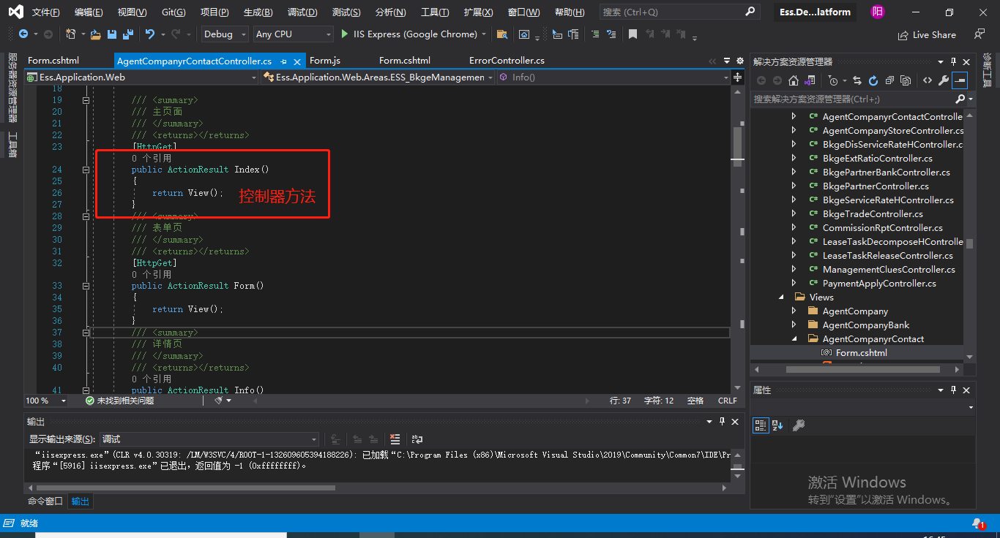 文件(F) 编辑(E) 视图(V) Git(G) 项目(P) 生成(B) 调试(D) 测试(S) 分析(N) 工具(T) 扩展(X) 窗口(W) 帮助(H) 搜索 (Ctrl+Q) Ess.De...latform 阳
Debug Any CPU IIS Express (Google Chrome) Live Share
服务器资源管理器
工具箱
Form.cshtml AgentCompanyrContactController.cs Form.js Form.cshtml ErrorController.cs
Ess.Application.Web Ess.Application.Web.Areas.ESS_BkgeManagemen Info()
18
19 /// <summary>
20 /// 主页面
21 /// </summary>
22 /// <returns></returns>
23 [HttpGet]
0 个引用
24 public ActionResult Index()
25 {
26 return View(); 控制器方法
27 }
28 /// <summary>
29 /// 表单页
30 /// </summary>
31 /// <returns></returns>
32 [HttpGet]
0 个引用
33 public ActionResult Form()
34 {
35 return View();
36 }
37 /// <summary>
38 /// 详情页
39 /// </summary>
40 /// <returns></returns>
0 个引用
41 public ActionResult Info()
100 % 未找到相关问题 行: 37 字符: 12 空格 CRLF
输出
显示输出来源(S): 调试
“iisexpress.exe”(CLR v4.0.30319: /LM/W3SVC/4/ROOT-1-132609605394188226): 已加载“C:\Program Files (x86)\Microsoft Visual Studio\2019\Community\Common7\IDE\Pr
程序“[5916] iisexpress.exe”已退出，返回值为 -1 (0xffffffff)。
命令窗口 输出
就绪
解决方案资源管理器
搜索解决方案资源管理器(Ctrl+;)
C# AgentCompanyrContactControlle
C# AgentCompanyStoreController.cs
C# BkgeDisServiceRateHController.c
C# BkgeExtRatioController.cs
C# BkgePartnerBankController.cs
C# BkgePartnerController.cs
C# BkgeServiceRateHController.cs
C# BkgeTradeController.cs
C# CommissionRptController.cs
C# LeaseTaskDecomposeHControlle
C# LeaseTaskReleaseController.cs
C# ManagementCluesController.cs
C# PaymentApplyController.cs
Views
AgentCompany
AgentCompanyBank
AgentCompanyrContact
[@] Form.cshtml
属性
激活 Windows
转到“设置”以激活 Windows。
1
诊断工具